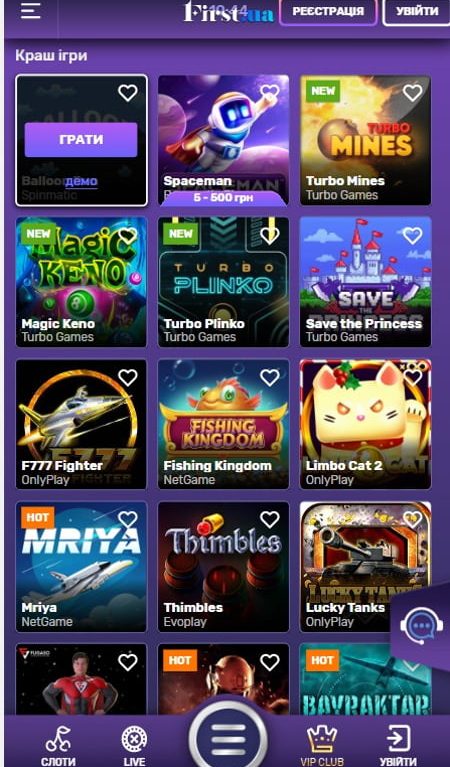 19:44
First.ua
РЕЄСТРАЦІЯ
УВІЙТИ
Краш ігри
ГРАТИ
Balloon
демо
Spinmatic
Spaceman
5 - 500 грн
NEW
TURBO
MINES
Turbo Mines
Turbo Games
NEW
Magic
KENO
8
Magic Keno
Turbo Games
NEW
TURBO
PLINKO
Turbo Plinko
Turbo Games
SAVE
THE
Save the Princess
Turbo Games
F777
F777 Fighter
OnlyPlay
FISHING
KINGDOM
Fishing Kingdom
NetGame
CAT
Limbo Cat 2
OnlyPlay
HOT
MRIYA
Mriya
NetGame
Thimbles
Thimbles
Evoplay
LUCKY TANKS
Lucky Tanks
OnlyPlay
FUGASO
HOT
HOT
BAYRAKTAR
СЛОТИ
LIVE
VIP CLUB
УВІЙТИ